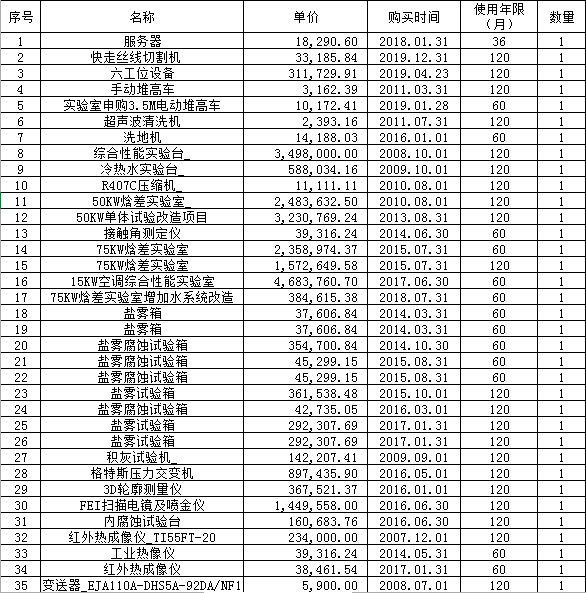 序号 名称 单价 购买时间 使用年限（月） 数量
1 服务器 18,290.60 2018.01.31 36 1
2 快走丝线切割机 33,185.84 2019.12.31 120 1
3 六工位设备 311,729.91 2019.04.23 120 1
4 手动堆高车 3,162.39 2011.03.31 120 1
5 实验室申购3.5M电动堆高车 10,172.41 2019.01.28 60 1
6 超声波清洗机 2,393.16 2011.07.31 120 1
7 洗地机 14,188.03 2016.01.01 60 1
8 综合性能实验台_ 3,498,000.00 2008.10.01 120 1
9 冷热水实验台_ 588,034.16 2009.10.01 120 1
10 R407C压缩机_ 11,111.11 2010.08.01 120 1
11 50KW焓差实验室_ 2,483,632.50 2010.08.01 120 1
12 50KW单体试验改造项目 3,230,769.24 2013.08.31 120 1
13 接触角测定仪 39,316.24 2014.06.30 60 1
14 75KW焓差实验室 2,358,974.37 2015.07.31 60 1
15 75KW焓差实验室 1,572,649.58 2015.07.31 120 1
16 15KW空调综合性能实验室 4,683,760.70 2017.06.30 60 1
17 75KW焓差实验室增加水系统改造 384,615.38 2018.07.31 60 1
18 盐雾箱 37,606.84 2014.03.31 60 1
19 盐雾箱 37,606.84 2014.03.31 60 1
20 盐雾腐蚀试验箱 354,700.84 2014.10.30 60 1
21 盐雾腐蚀试验箱 45,299.15 2015.08.31 60 1
22 盐雾腐蚀试验箱 45,299.15 2015.08.31 60 1
23 盐雾试验箱 361,538.48 2015.10.01 120 1
24 盐雾腐蚀试验箱 42,735.05 2016.03.01 120 1
25 盐雾试验箱 292,307.69 2017.01.31 60 1
26 盐雾试验箱 292,307.69 2017.01.31 60 1
27 积灰试验机_ 142,207.41 2009.09.01 120 1
28 格特斯压力交变机 897,435.90 2016.05.01 120 1
29 3D轮廓测量仪 367,521.37 2016.01.01 120 1
30 FEI扫描电镜及喷金仪 1,449,558.00 2016.06.30 120 1
31 内腐蚀试验台 160,683.76 2016.06.30 120 1
32 红外热成像仪_TI55FT-20 234,000.00 2007.12.01 120 1
33 工业热像仪 39,316.24 2014.05.31 60 1
34 红外热成像仪 38,461.54 2017.01.31 60 1
35 变送器_EJA110A-DHS5A-92DA/NF1 5,900.00 2008.07.01 120 1